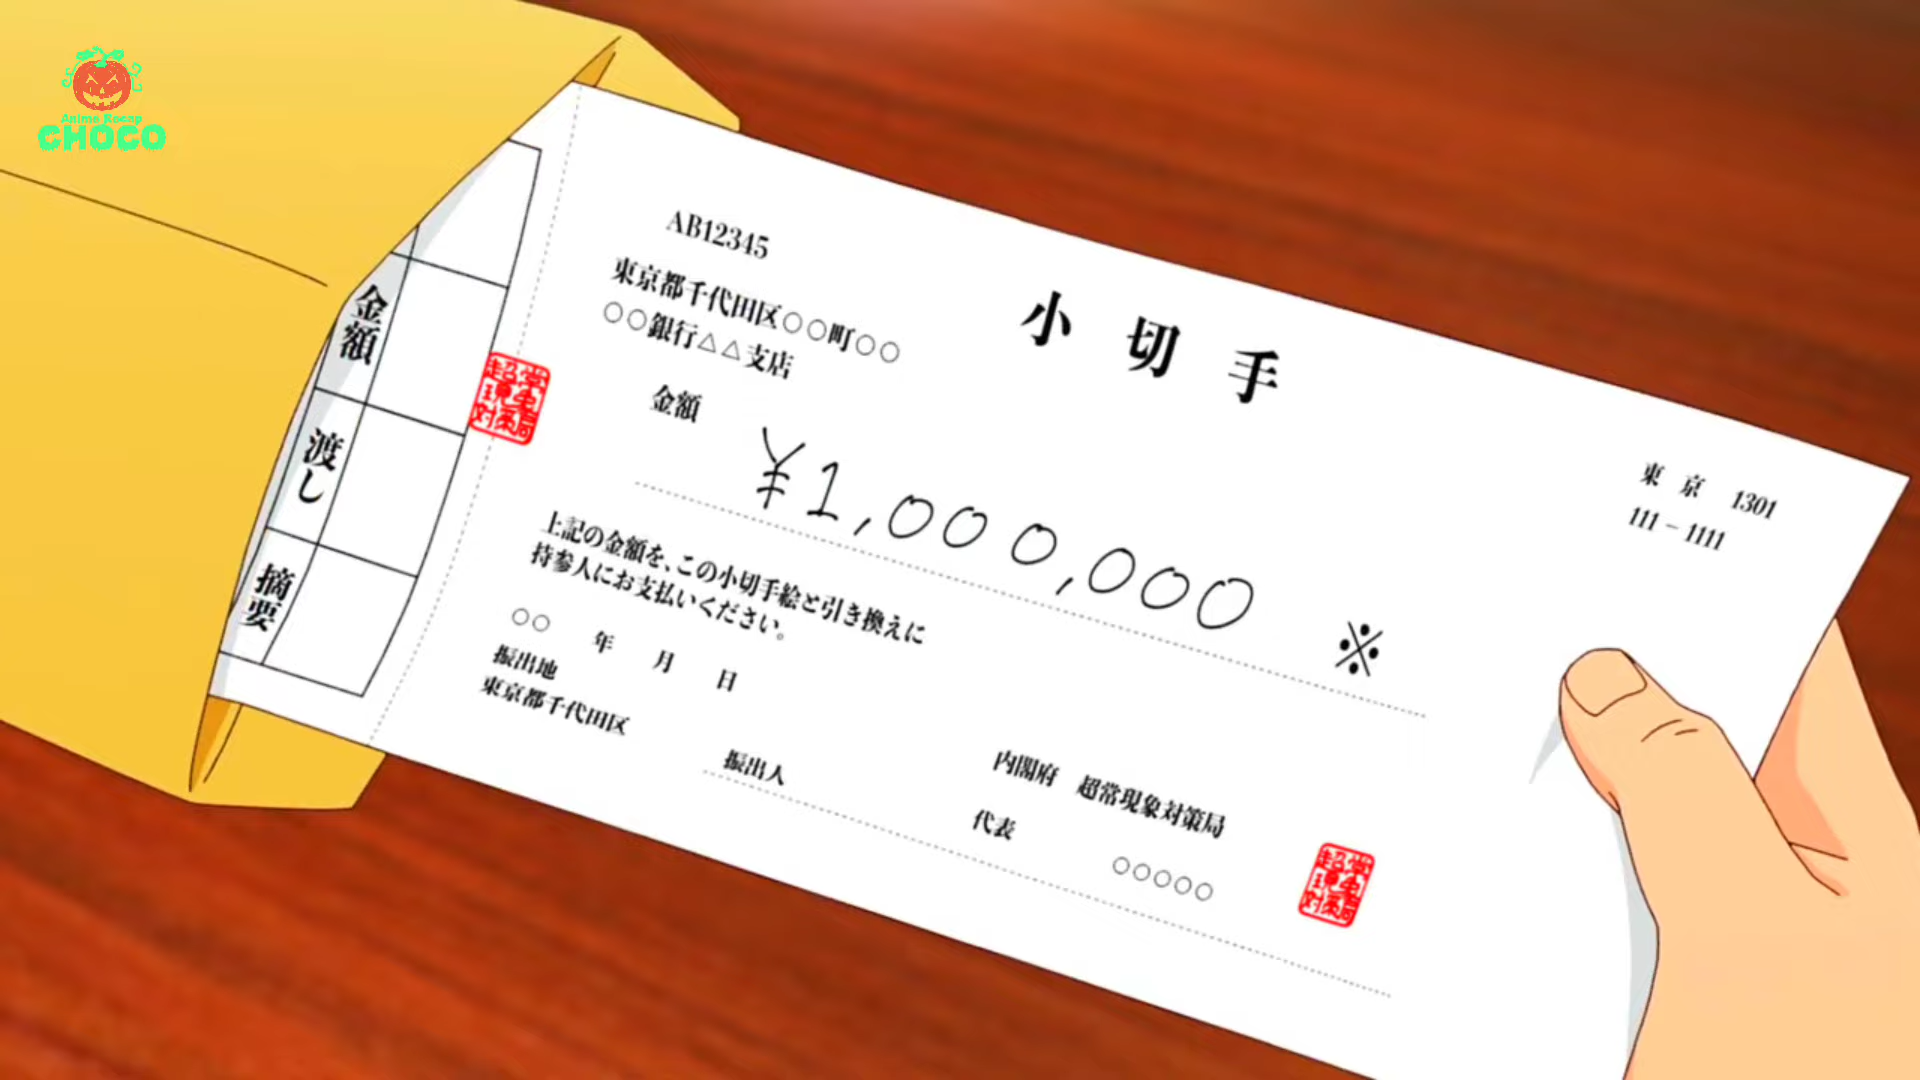 Anime Recap
CHOCO
金額
渡し
摘要
AB12345
東京都千代田区○○町○○
○○銀行△△支店
小切手
東京 1301
111-1111
金額
¥1,000,000 ※
上記の金額を、この小切手絵と引き換えに
持参人にお支払いください。
○○ 年 月 日
振出地
東京都千代田区
振出人
内閣府 超常現象対策局
代表
○○○○○